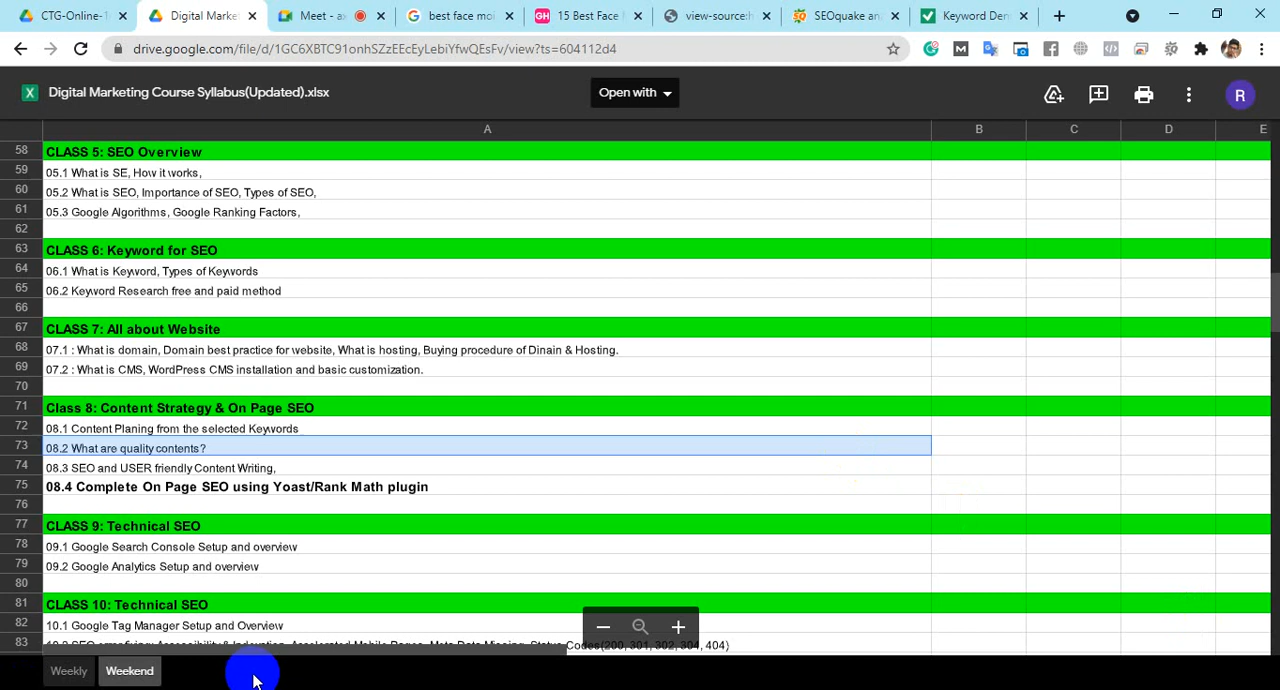 CTG-Online-1
Digital Marke
Meet - ax
best face moi
15 Best Face
view-source:h
SEOquake an
Keyword Den
drive.google.com/file/d/1GC6XBTC91onhSZzEEcEyLebiYfwQEsFv/view?ts=604112d4
Digital Marketing Course Syllabus(Updated).xlsx
Open with
R
A B C D E
58 CLASS 5: SEO Overview
59 05.1 What is SE, How it works,
60 05.2 What is SEO, Importance of SEO, Types of SEO,
61 05.3 Google Algorithms, Google Ranking Factors,
62
63 CLASS 6: Keyword for SEO
64 06.1 What is Keyword, Types of Keywords
65 06.2 Keyword Research free and paid method
66
67 CLASS 7: All about Website
68 07.1 : What is domain, Domain best practice for website, What is hosting, Buying procedure of Dinain & Hosting.
69 07.2 : What is CMS, WordPress CMS installation and basic customization.
70
71 Class 8: Content Strategy & On Page SEO
72 08.1 Content Planing from the selected Keywords
73 08.2 What are quality contents?
74 08.3 SEO and USER friendly Content Writing,
75 08.4 Complete On Page SEO using Yoast/Rank Math plugin
76
77 CLASS 9: Technical SEO
78 09.1 Google Search Console Setup and overview
79 09.2 Google Analytics Setup and overview
80
81 CLASS 10: Technical SEO
82 10.1 Google Tag Manager Setup and Overview
83 Codes(200, 301, 302, 304, 404)
Weekly Weekend